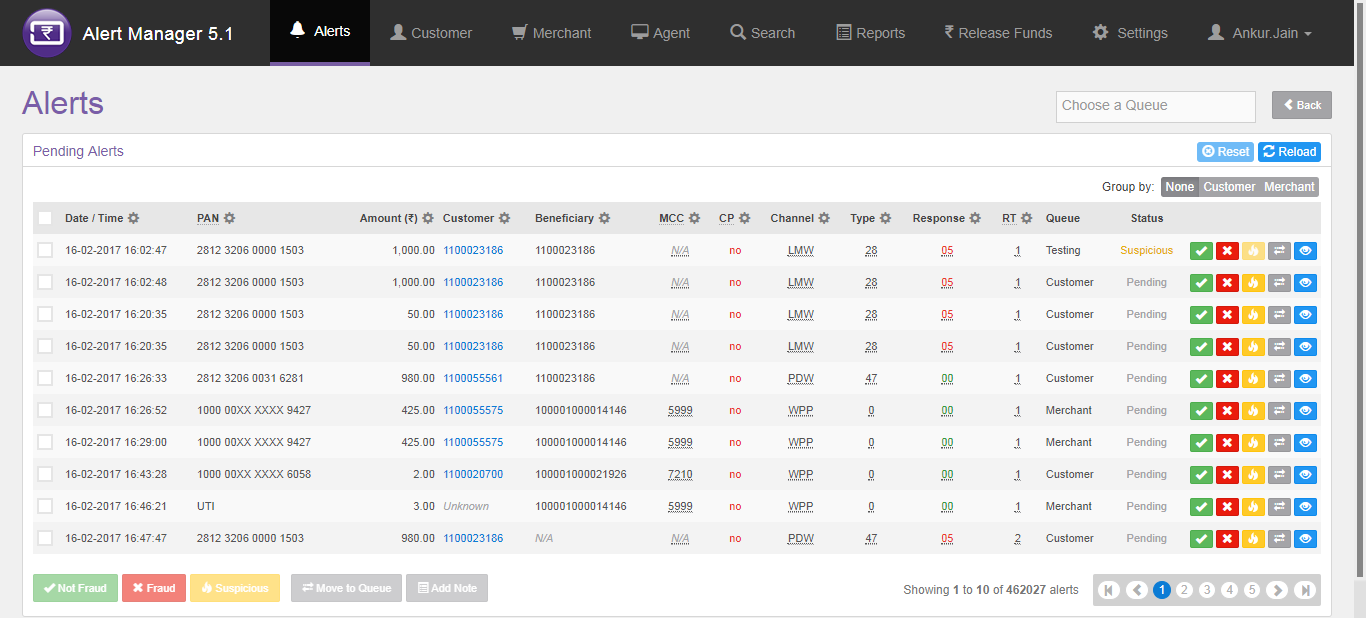 Alert Manager 5.1 Alerts Customer Merchant Agent Search Reports ₹ Release Funds Settings Ankur.Jain
Alerts Choose a Queue Back
Pending Alerts Reset Reload
Group by: None Customer Merchant
Date / Time PAN Amount (₹) Customer Beneficiary MCC CP Channel Type Response RT Queue Status
16-02-2017 16:02:47 2812 3206 0000 1503 1,000.00 1100023186 1100023186 N/A no LMW 28 05 1 Testing Suspicious
16-02-2017 16:02:48 2812 3206 0000 1503 1,000.00 1100023186 1100023186 N/A no LMW 28 05 1 Customer Pending
16-02-2017 16:20:35 2812 3206 0000 1503 50.00 1100023186 1100023186 N/A no LMW 28 05 1 Customer Pending
16-02-2017 16:20:35 2812 3206 0000 1503 50.00 1100023186 1100023186 N/A no LMW 28 05 1 Customer Pending
16-02-2017 16:26:33 2812 3206 0031 6281 980.00 1100055561 1100023186 N/A no PDW 47 00 1 Customer Pending
16-02-2017 16:26:52 1000 00XX XXXX 9427 425.00 1100055575 100001000014146 5999 no WPP 0 00 1 Merchant Pending
16-02-2017 16:29:00 1000 00XX XXXX 9427 425.00 1100055575 100001000014146 5999 no WPP 0 00 1 Merchant Pending
16-02-2017 16:43:28 1000 00XX XXXX 6058 2.00 1100020700 100001000021926 7210 no WPP 0 00 1 Customer Pending
16-02-2017 16:46:21 UTI 3.00 Unknown 100001000014146 5999 no WPP 0 00 1 Merchant Pending
16-02-2017 16:47:47 2812 3206 0000 1503 980.00 1100023186 N/A N/A no PDW 47 05 2 Customer Pending
Not Fraud Fraud Suspicious Move to Queue Add Note Showing 1 to 10 of 462027 alerts 1 2 3 4 5